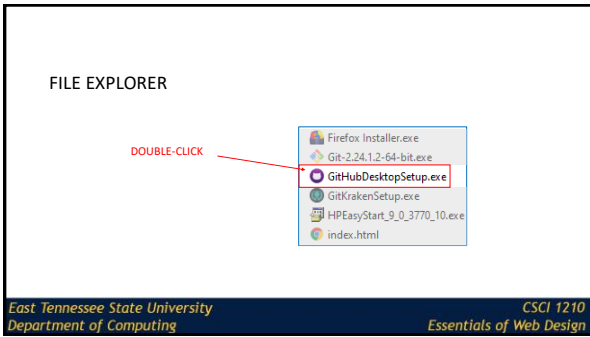 FILE EXPLORER
DOUBLE-CLICK
Firefox Installer.exe
Git-2.24.1.2-64-bit.exe
GitHubDesktopSetup.exe
GitKrakenSetup.exe
HPEasyStart_9_0_3770_10.exe
index.html
East Tennessee State University
Department of Computing
CSCI 1210
Essentials of Web Design